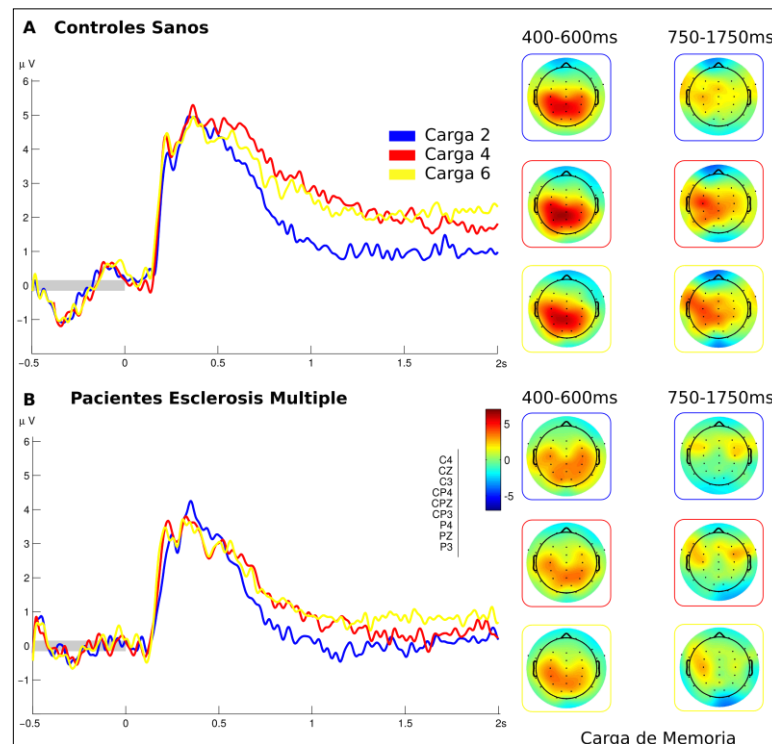 A Controles Sanos
400-600ms 750-1750ms
μ V
6
5
4
3
2
1
0
−1
Carga 2
Carga 4
Carga 6
−0.5 0 0.5 1 1.5 2s
B Pacientes Esclerosis Multiple
400-600ms 750-1750ms
μ V
6
5
4
3
2
1
0
−1
C4
CZ
C3
CP4
CPZ
CP3
P4
PZ
P3
5
0
-5
−0.5 0 0.5 1 1.5 2s
Carga de Memoria